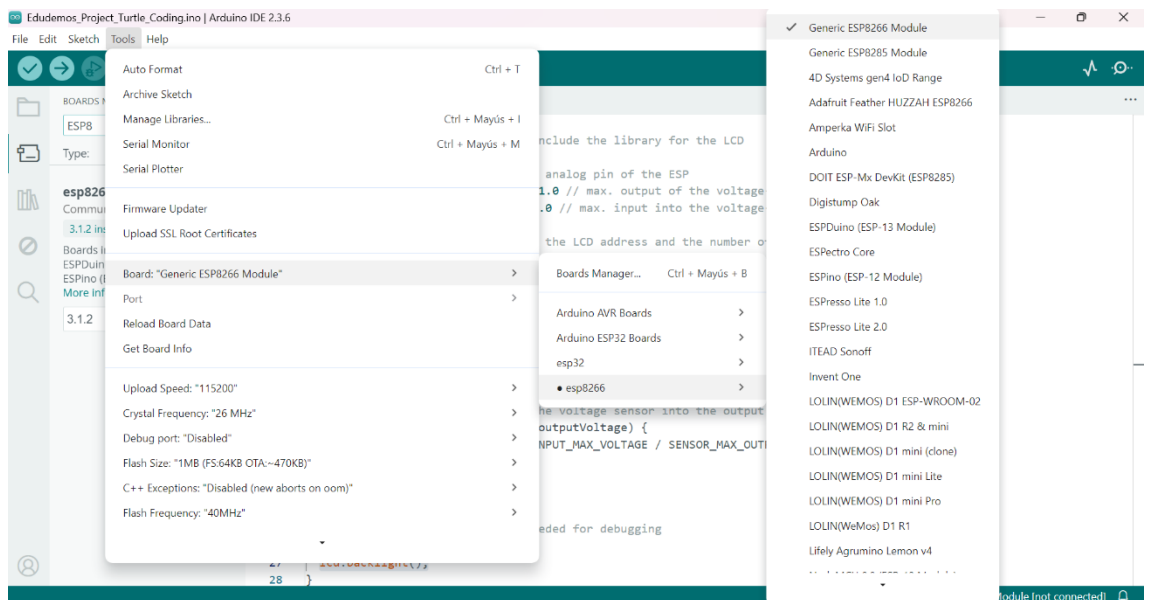 Edudemos_Project_Turtle_Coding.ino | Arduino IDE 2.3.6
File Edit Sketch Tools Help
BOARDS
ESP8
Type:
esp826
Commu
3.1.2 ins
Boards i
ESPDuin
ESPino (
More inf
3.1.2
Auto Format Ctrl + T
Archive Sketch
Manage Libraries... Ctrl + Mayús + I
Serial Monitor Ctrl + Mayús + M
Serial Plotter
Firmware Updater
Upload SSL Root Certificates
Board: "Generic ESP8266 Module"
Port
Reload Board Data
Get Board Info
Upload Speed: "115200"
Crystal Frequency: "26 MHz"
Debug port: "Disabled"
Flash Size: "1MB (FS:64KB OTA:~470KB)"
C++ Exceptions: "Disabled (new aborts on oom)"
Flash Frequency: "40MHz"
nclude the library for the LCD
analog pin of the ESP
1.0 // max. output of the voltage
.0 // max. input into the voltage
the LCD address and the number o
Boards Manager... Ctrl + Mayús + B
Arduino AVR Boards
Arduino ESP32 Boards
esp32
● esp8266
he voltage sensor into the output
outputVoltage) {
NPUT_MAX_VOLTAGE / SENSOR_MAX_OUT
eded for debugging
27 lcd.backlight();
28 }
✓ Generic ESP8266 Module
Generic ESP8285 Module
4D Systems gen4 IoD Range
Adafruit Feather HUZZAH ESP8266
Amperka WiFi Slot
Arduino
DOIT ESP-Mx DevKit (ESP8285)
Digistump Oak
ESPDuino (ESP-13 Module)
ESPectro Core
ESPino (ESP-12 Module)
ESPresso Lite 1.0
ESPresso Lite 2.0
ITEAD Sonoff
Invent One
LOLIN(WEMOS) D1 ESP-WROOM-02
LOLIN(WEMOS) D1 R2 & mini
LOLIN(WEMOS) D1 mini (clone)
LOLIN(WEMOS) D1 mini Lite
LOLIN(WEMOS) D1 mini Pro
LOLIN(WeMos) D1 R1
Lifely Agrumino Lemon v4
Module [not connected]